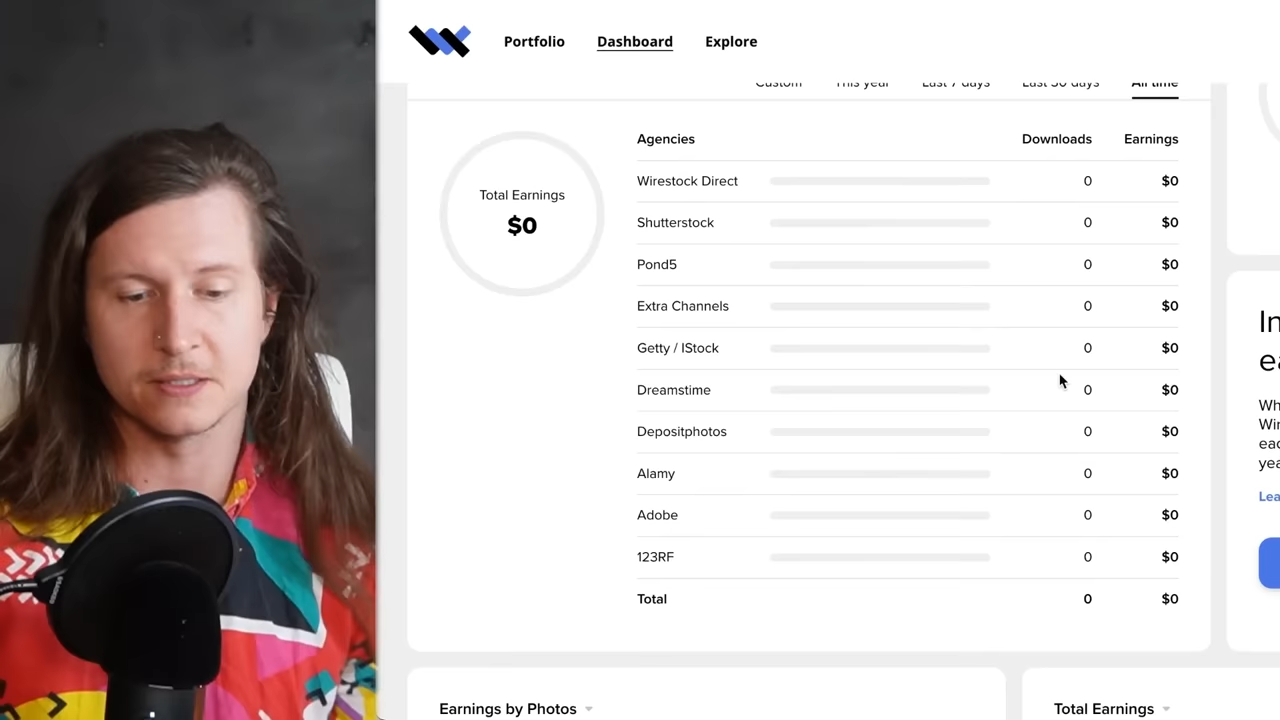 Portfolio Dashboard Explore
Custom This year Last 7 days Last 30 days All time
Agencies Downloads Earnings
Total Earnings
$0
Wirestock Direct 0 $0
Shutterstock 0 $0
Pond5 0 $0
Extra Channels 0 $0
Getty / IStock 0 $0
Dreamstime 0 $0
Depositphotos 0 $0
Alamy 0 $0
Adobe 0 $0
123RF 0 $0
Total 0 $0
Earnings by Photos
Total Earnings